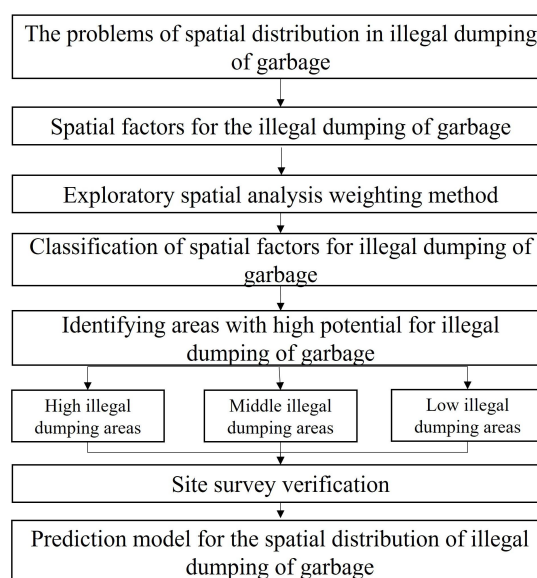 The problems of spatial distribution in illegal dumping
of garbage
Spatial factors for the illegal dumping of garbage
Exploratory spatial analysis weighting method
Classification of spatial factors for illegal dumping of
garbage
Identifying areas with high potential for illegal
dumping of garbage
High illegal
dumping areas
Middle illegal
dumping areas
Low illegal
dumping areas
Site survey verification
Prediction model for the spatial distribution of illegal
dumping of garbage